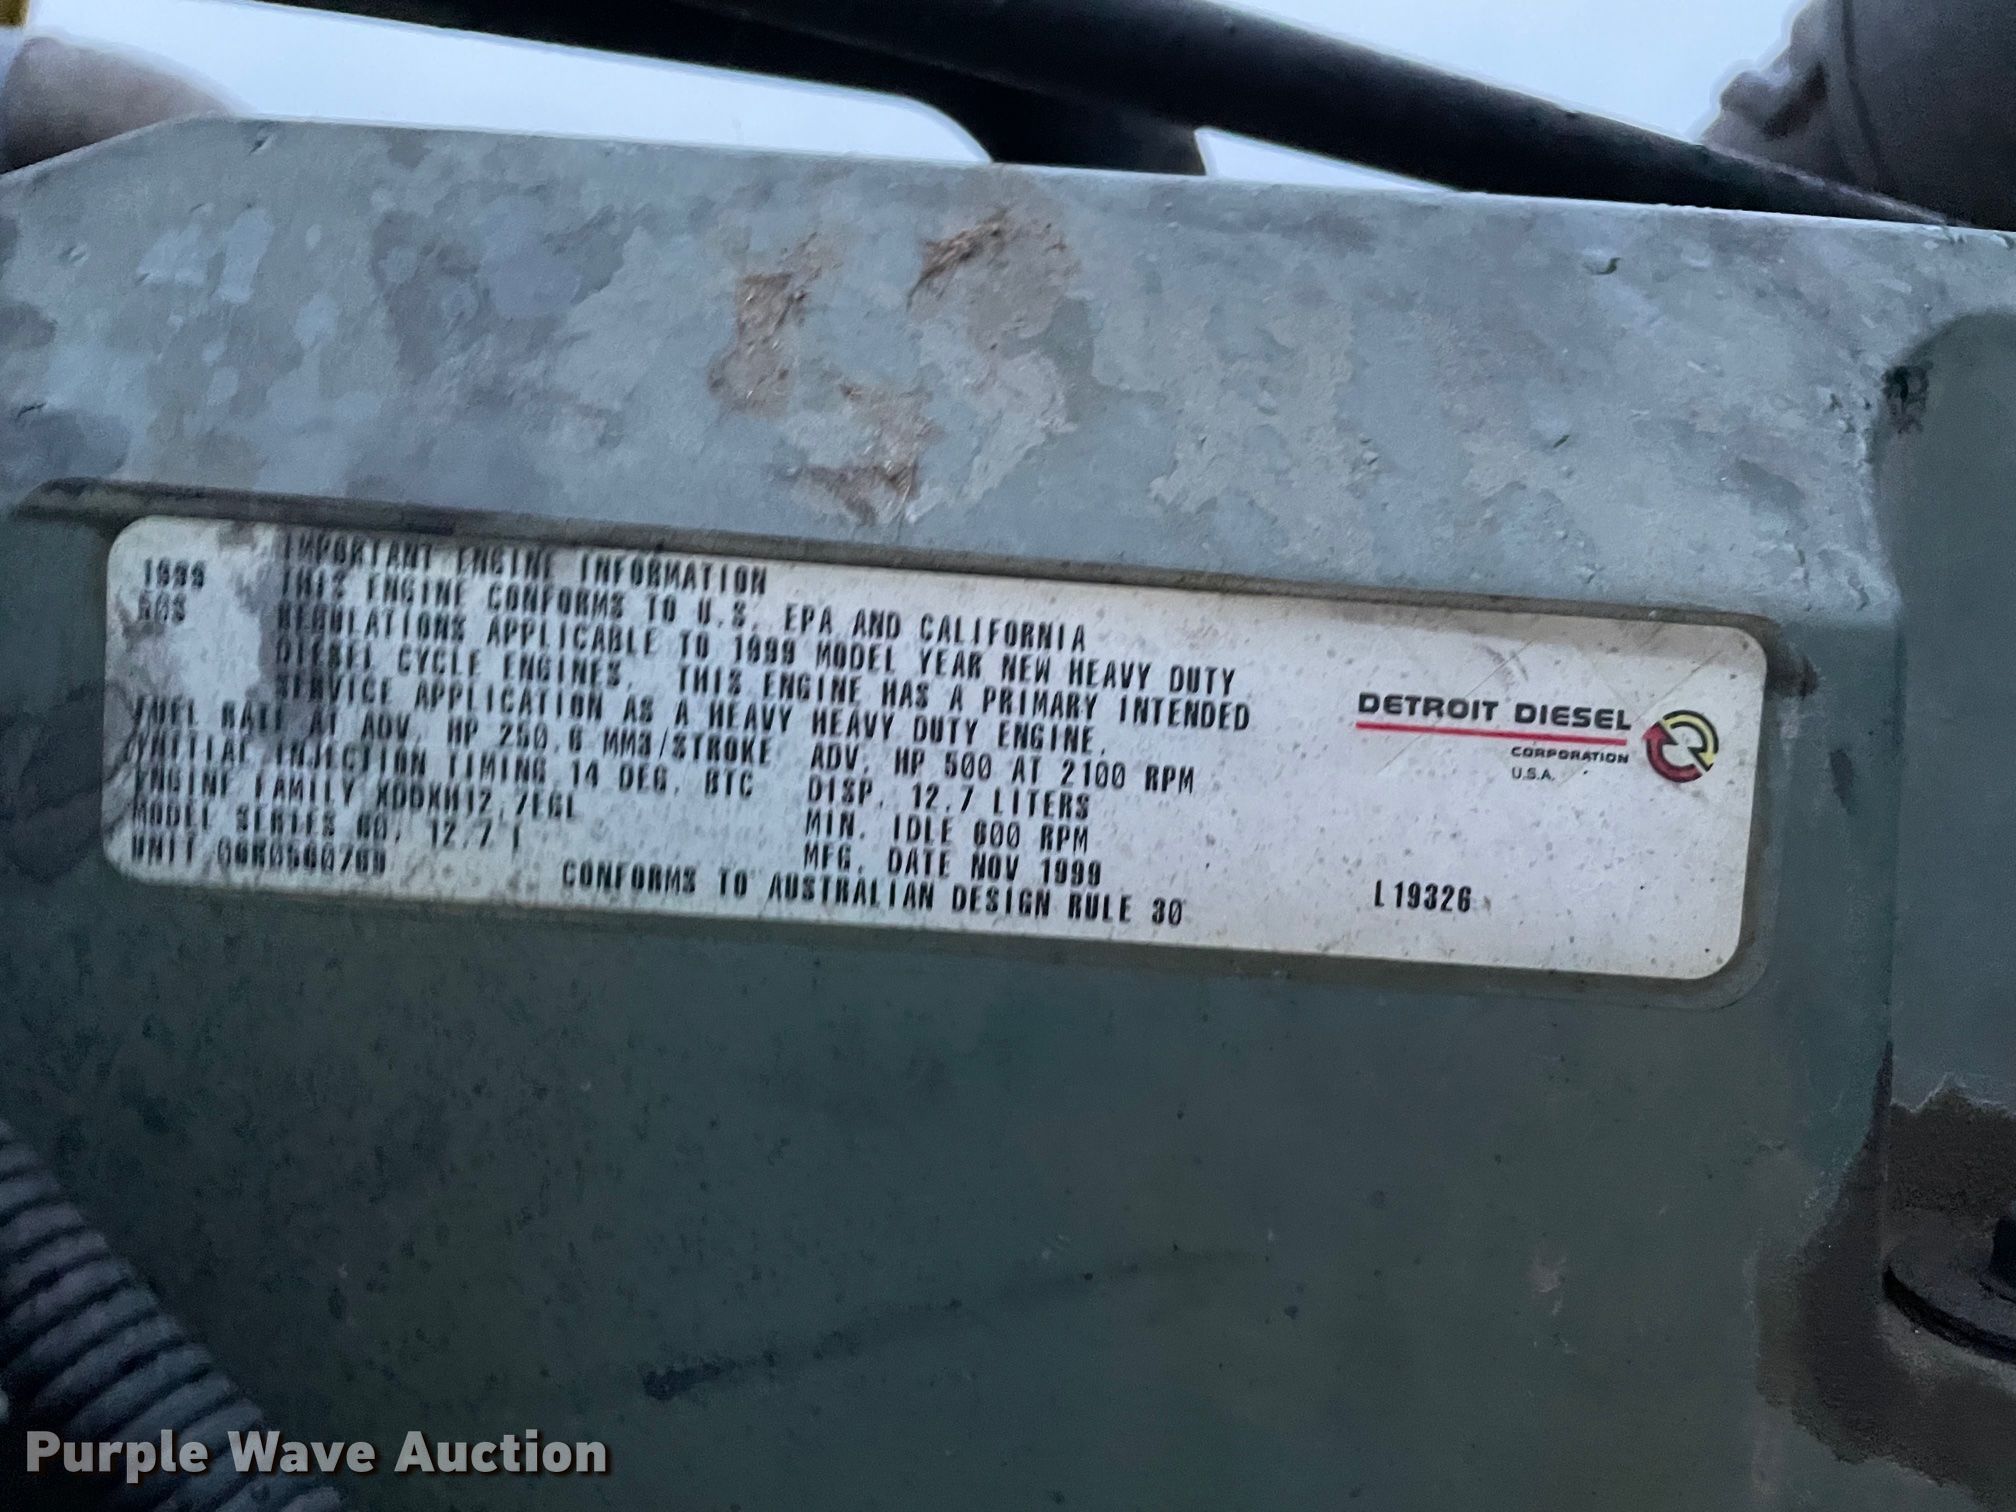 IMPORTANT ENGINE INFORMATION
1999 THIS ENGINE CONFORMS TO U.S. EPA AND CALIFORNIA
60S REGULATIONS APPLICABLE TO 1999 MODEL YEAR NEW HEAVY DUTY
DIESEL CYCLE ENGINES. THIS ENGINE HAS A PRIMARY INTENDED
SERVICE APPLICATION AS A HEAVY HEAVY DUTY ENGINE.
FUEL RATE AT ADV. HP 250.6 MM3/STROKE ADV. HP 500 AT 2100 RPM
INITIAL INJECTION TIMING 14 DEG. BTC DISP. 12.7 LITERS
ENGINE FAMILY XDDXH12.7EGL MIN. IDLE 600 RPM
MODEL SERIES 60, 12.7 L MFG. DATE NOV 1999
UNIT CONFORMS TO AUSTRALIAN DESIGN RULE 30
DETROIT DIESEL
CORPORATION
U.S.A.
L19326
Purple Wave Auction